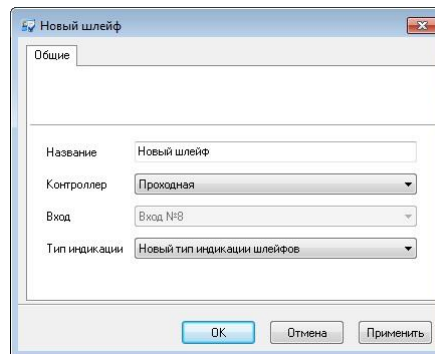 Новый шлейф
Общие
Название Новый шлейф
Контроллер Проходная
Вход Вход №8
Тип индикации Новый тип индикации шлейфов
OK Отмена Применить